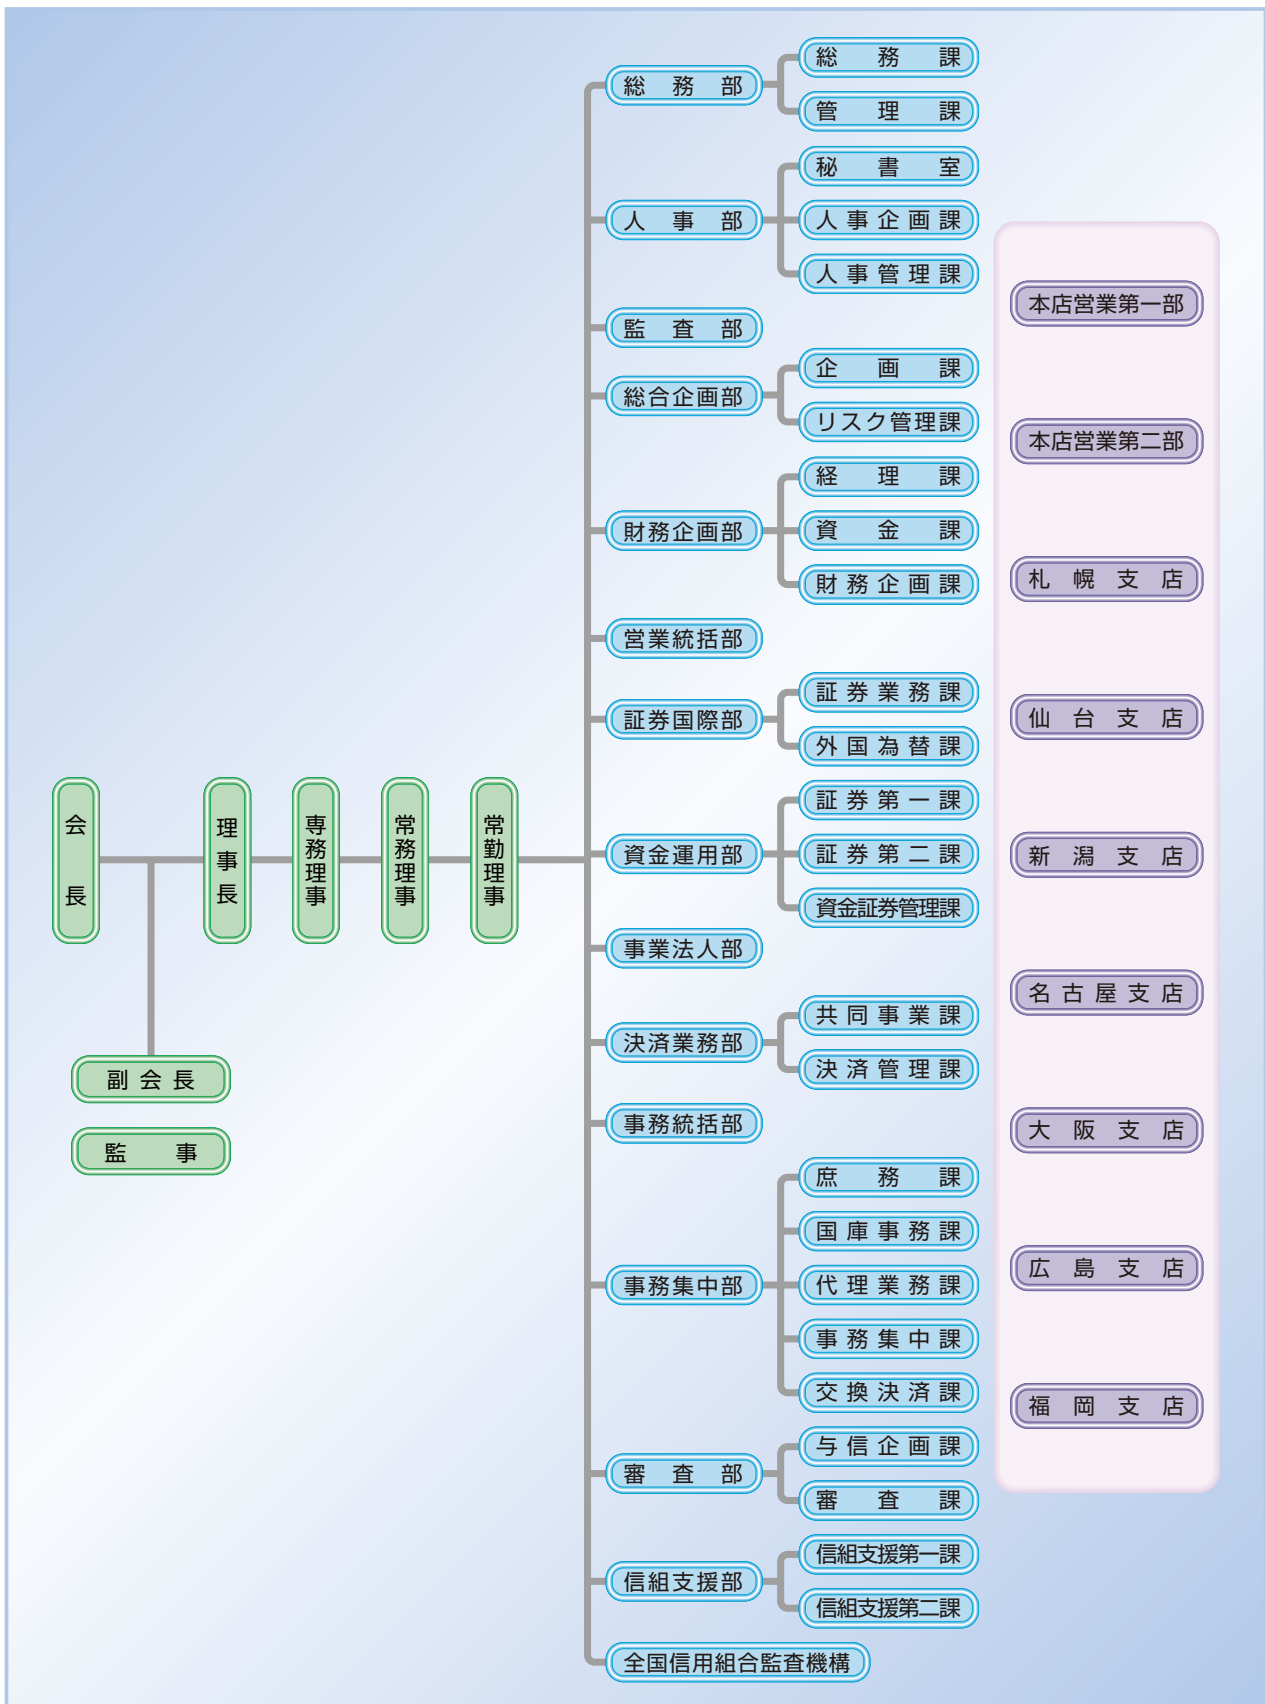 会長
理事長
専務理事
常務理事
常勤理事
副会長
監事
総務部
総務課
管理課
人事部
秘書室
人事企画課
人事管理課
監査部
総合企画部
企画課
リスク管理課
財務企画部
経理課
資金課
財務企画課
営業統括部
証券国際部
証券業務課
外国為替課
資金運用部
証券第一課
証券第二課
資金証券管理課
事業法人部
決済業務部
共同事業課
決済管理課
事務統括部
事務集中部
庶務課
国庫事務課
代理業務課
事務集中課
交換決済課
審査部
与信企画課
審査課
信組支援部
信組支援第一課
信組支援第二課
全国信用組合監査機構
本店営業第一部
本店営業第二部
札幌支店
仙台支店
新潟支店
名古屋支店
大阪支店
広島支店
福岡支店